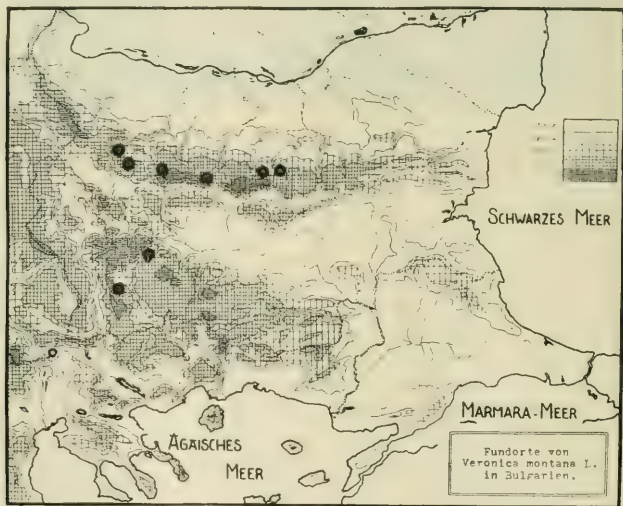 SCHWARZES MEER
MARMARA-MEER
ÄGÄISCHES
MEER
Fundorte von
Veronica montana L.
in Bulgarien.